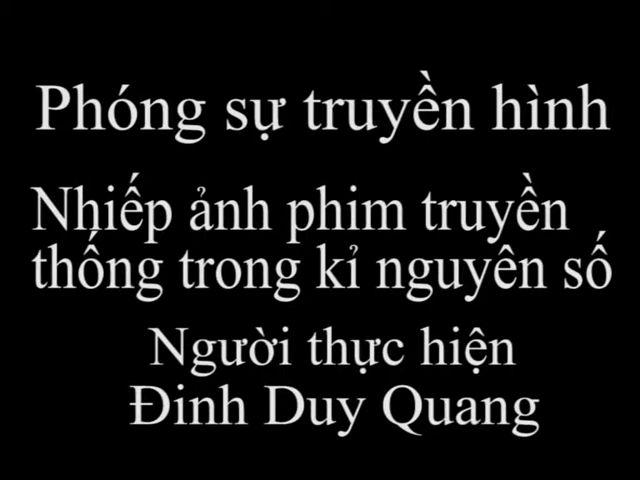 Phóng sự truyền hình
Nhiếp ảnh phim truyền
thống trong kỉ nguyên số
Người thực hiện
Đinh Duy Quang